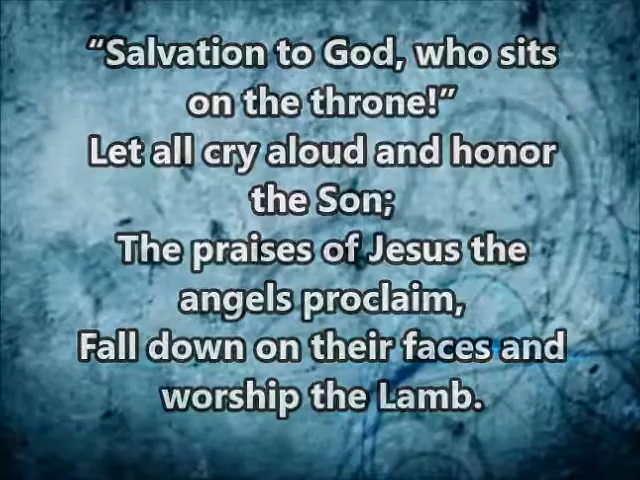 “Salvation to God, who sits
on the throne!”
Let all cry aloud and honor
the Son;
The praises of Jesus the
angels proclaim,
Fall down on their faces and
worship the Lamb.